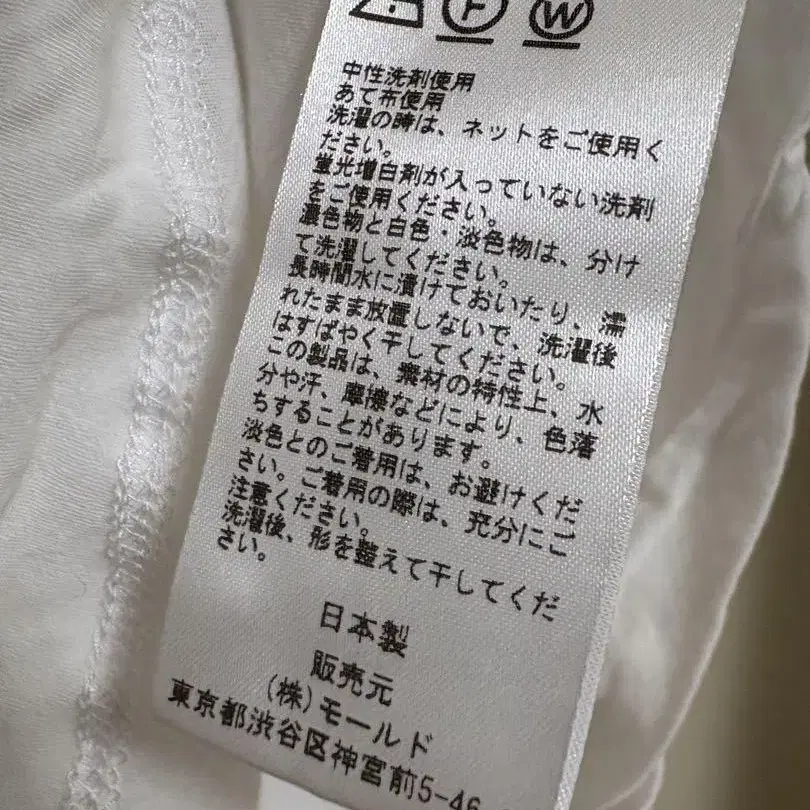 F W
中性洗剤使用
あて布使用
洗濯の時は、ネットをご使用く
ださい。
蛍光増白剤が入っていない洗剤
をご使用ください。
濃色物と白色・淡色物は、分け
て洗濯してください。
長時間水に漬けておいたり、濡
れたまま放置しないで、洗濯後
はすばやく干してください。
この製品は、素材の特性上、水
分や汗、摩擦などにより、色落
ちすることがあります。
淡色とのご着用は、お避けくだ
さい。ご着用の際は、充分にご
注意ください。
洗濯後、形を整えて干してくだ
さい。
日本製
販売元
(株)モールド
東京都渋谷区神宮前5-46